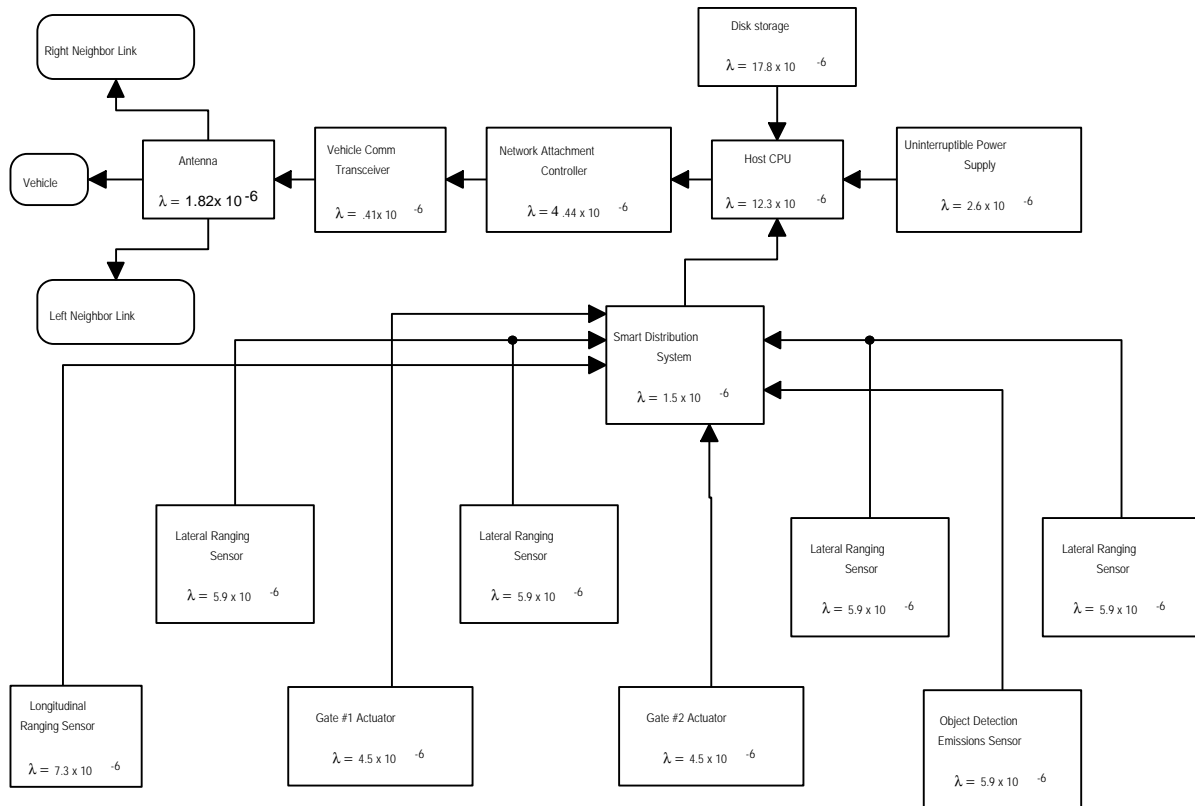 Right Neighbor Link
Disk storage
λ = 17.8 x 10 -6
Antenna
λ = 1.82x 10 -6
Vehicle Comm
Transceiver
λ = .41x 10 -6
Network Attachment
Controller
λ = 4 .44 x 10 -6
Host CPU
λ = 12.3 x 10 -6
Uninterruptible Power
Supply
λ = 2.6 x 10 -6
Vehicle
Left Neighbor Link
Smart Distribution
System
λ = 1.5 x 10 -6
Lateral Ranging
Sensor
λ = 5.9 x 10 -6
Lateral Ranging
Sensor
λ = 5.9 x 10 -6
Lateral Ranging
Sensor
λ = 5.9 x 10 -6
Lateral Ranging
Sensor
λ = 5.9 x 10 -6
Longitudinal
Ranging Sensor
λ = 7.3 x 10 -6
Gate #1 Actuator
λ = 4.5 x 10 -6
Gate #2 Actuator
λ = 4.5 x 10 -6
Object Detection
Emissions Sensor
λ = 5.9 x 10 -6